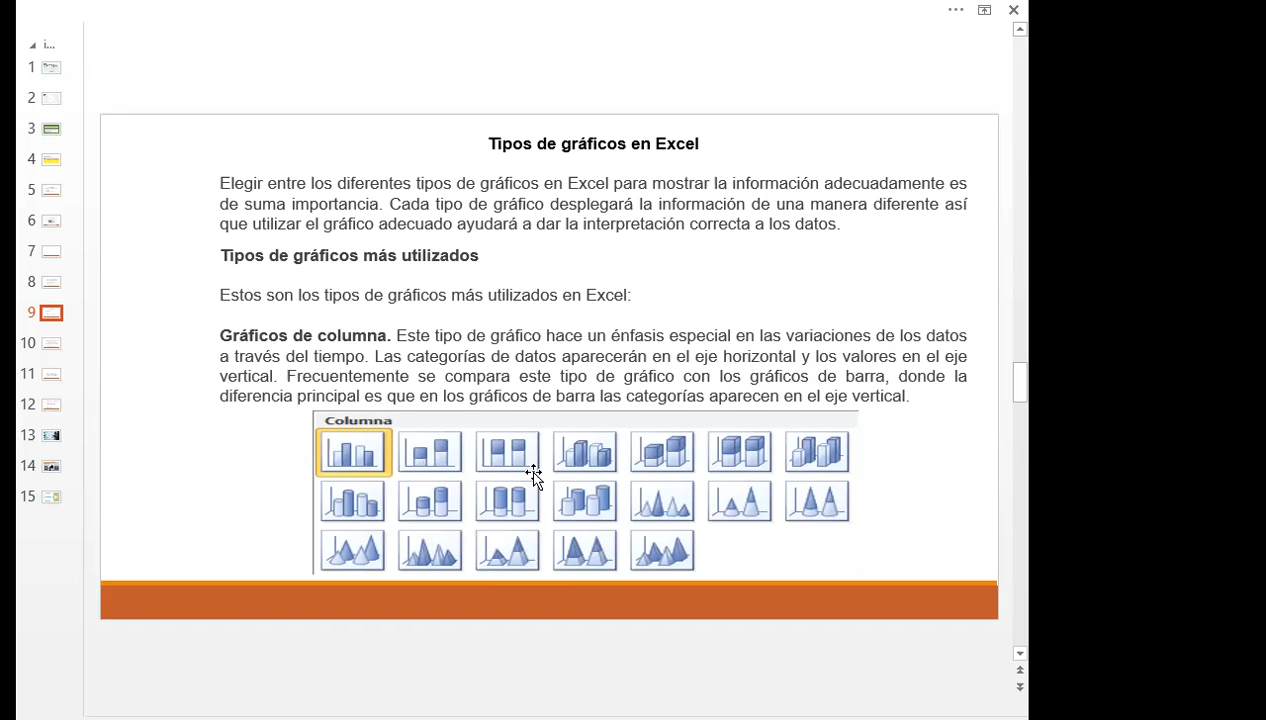 i...
1
2
3
4
5
6
7
8
9
10
11
12
13
14
15
Tipos de gráficos en Excel
Elegir entre los diferentes tipos de gráficos en Excel para mostrar la información adecuadamente es
de suma importancia. Cada tipo de gráfico desplegará la información de una manera diferente así
que utilizar el gráfico adecuado ayudará a dar la interpretación correcta a los datos.
Tipos de gráficos más utilizados
Estos son los tipos de gráficos más utilizados en Excel:
Gráficos de columna. Este tipo de gráfico hace un énfasis especial en las variaciones de los datos
a través del tiempo. Las categorías de datos aparecerán en el eje horizontal y los valores en el eje
vertical. Frecuentemente se compara este tipo de gráfico con los gráficos de barra, donde la
diferencia principal es que en los gráficos de barra las categorías aparecen en el eje vertical.
Columna